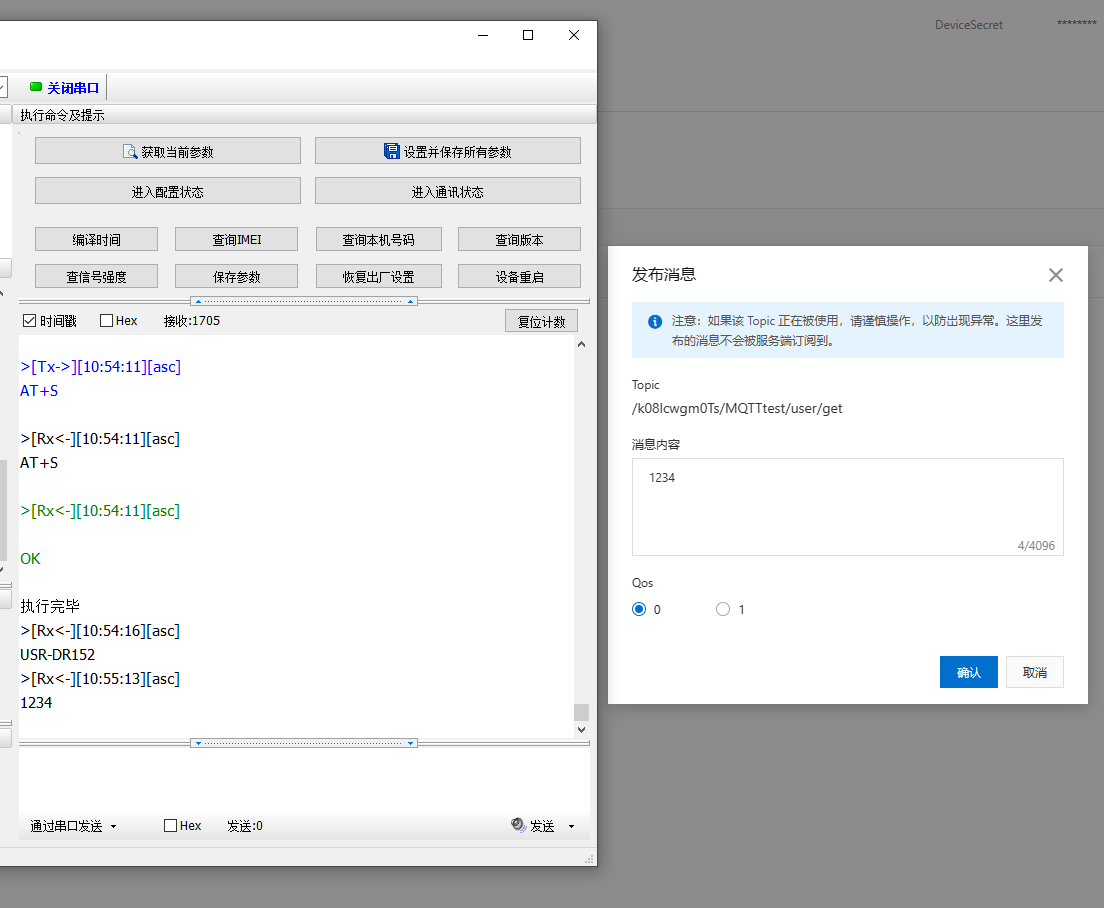 DeviceSecret ********
关闭串口
执行命令及提示
获取当前参数 设置并保存所有参数
进入配置状态 进入通讯状态
编译时间 查询IMEI 查询本机号码 查询版本
查信号强度 保存参数 恢复出厂设置 设备重启
时间戳 Hex 接收:1705 复位计数
>[Tx->][10:54:11][asc]
AT+S
>[Rx<-][10:54:11][asc]
AT+S
>[Rx<-][10:54:11][asc]
OK
执行完毕
>[Rx<-][10:54:16][asc]
USR-DR152
>[Rx<-][10:55:13][asc]
1234
通过串口发送 Hex 发送:0 发送
发布消息
注意：如果该 Topic 正在被使用，请谨慎操作，以防出现异常。这里发
布的消息不会被服务端订阅到。
Topic
/k08lcwgm0Ts/MQTTtest/user/get
消息内容
1234
4/4096
Qos
0 1
确认 取消